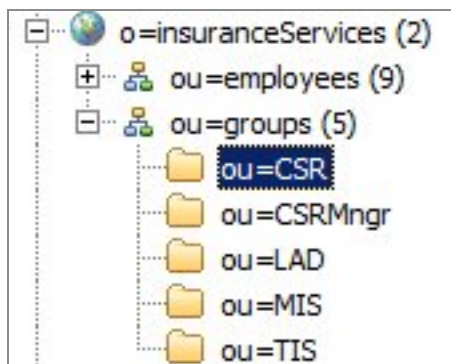 o=insuranceServices (2)
ou=employees (9)
ou=groups (5)
ou=CSR
ou=CSRMngr
ou=LAD
ou=MIS
ou=TIS